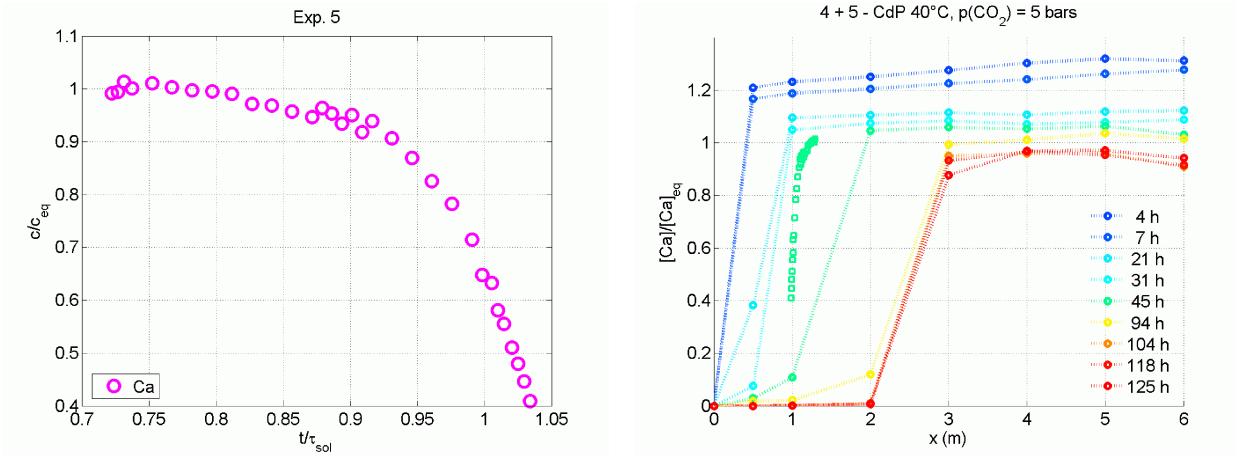 Exp. 5
1.1
1
0.9
0.8
0.7
0.6
0.5
0.4
c/c_eq
Ca
0.7 0.75 0.8 0.85 0.9 0.95 1 1.05
t/τ_sol
4 + 5 - CdP 40°C, p(CO₂) = 5 bars
1.2
1
0.8
0.6
0.4
0.2
0
[Ca]/[Ca]_eq
4 h
7 h
21 h
31 h
45 h
94 h
104 h
118 h
125 h
0 1 2 3 4 5 6
x (m)